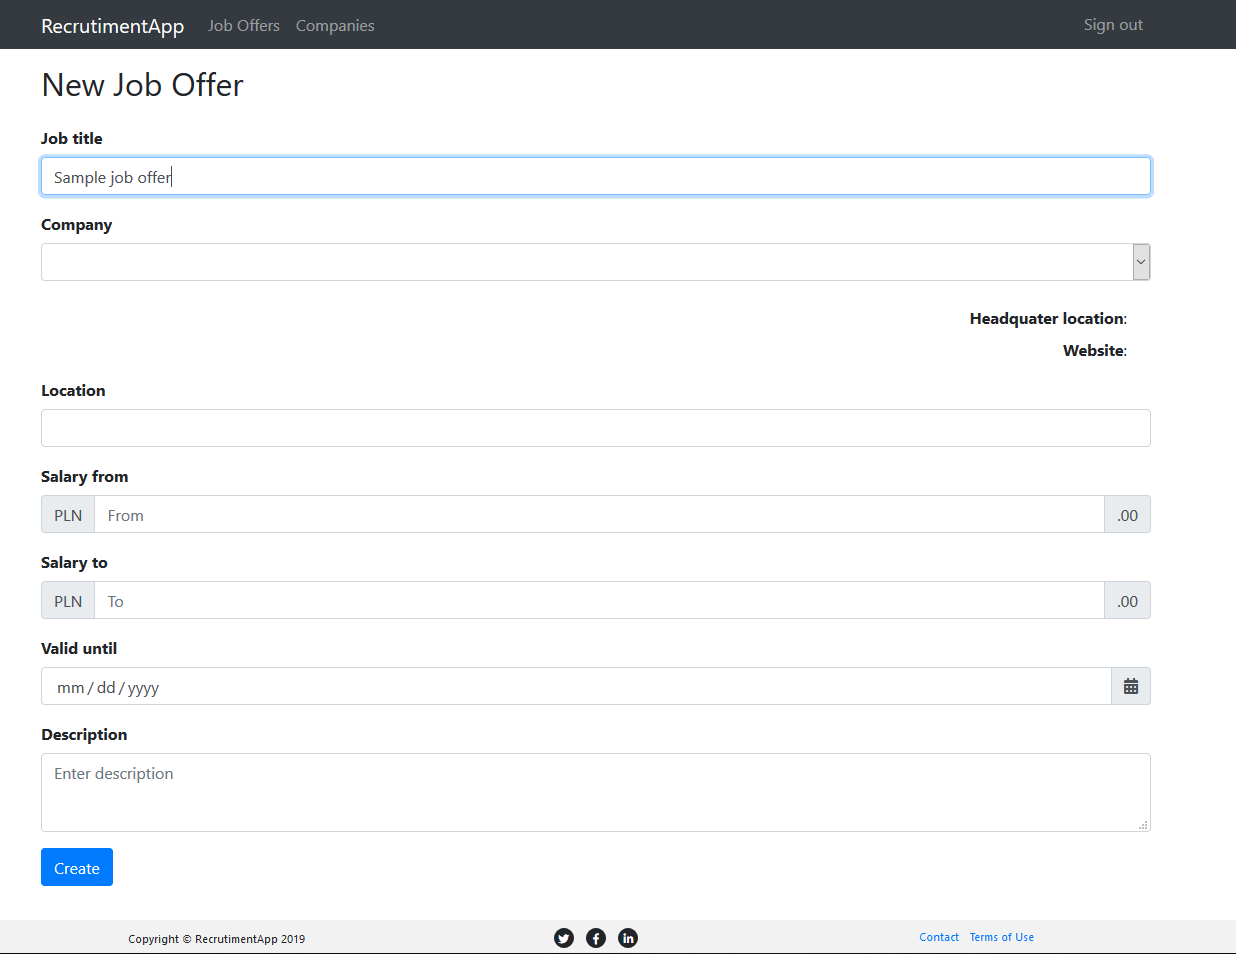 RecrutimentApp Job Offers Companies Sign out
New Job Offer
Job title
Sample job offer
Company
Headquater location:
Website:
Location
Salary from
PLN From .00
Salary to
PLN To .00
Valid until
mm / dd / yyyy
Description
Enter description
Create
Copyright © RecrutimentApp 2019 Contact Terms of Use